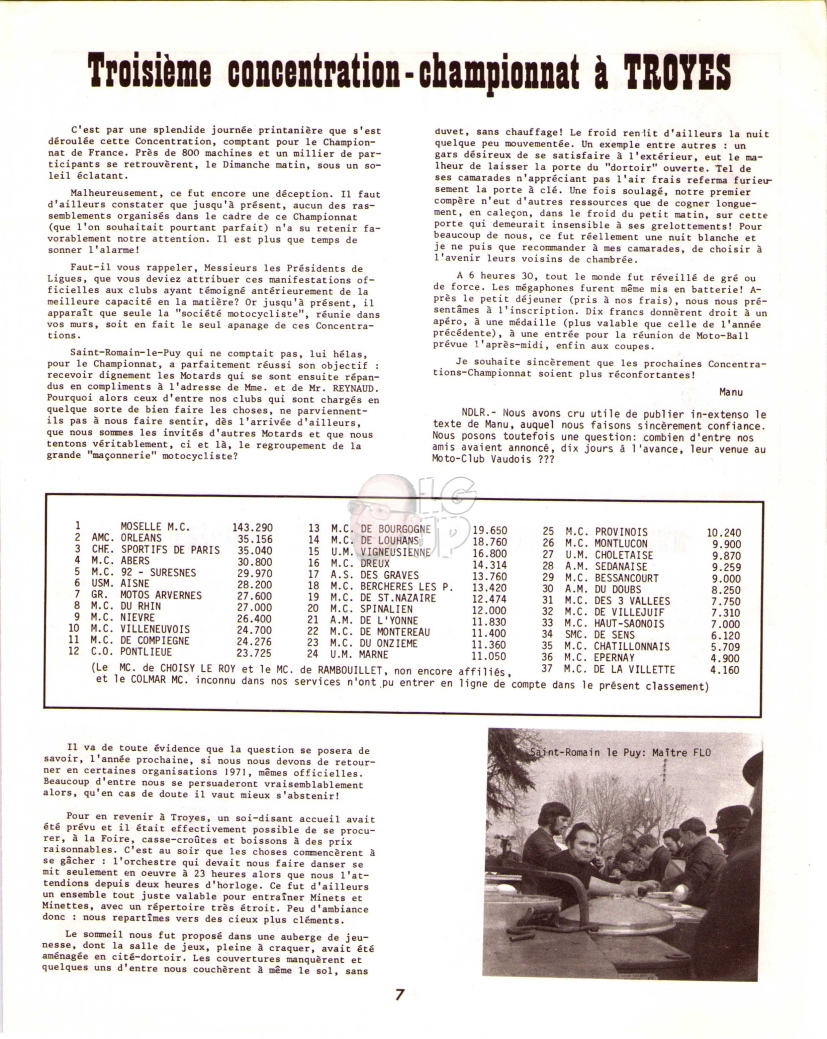 Troisième concentration-championnat à TROYES
C'est par une splendide journée printanière que s'est
déroulée cette Concentration, comptant pour le Champion-
nat de France. Près de 800 machines et un millier de par-
ticipants se retrouvèrent, le Dimanche matin, sous un so-
leil éclatant.
Malheureusement, ce fut encore une déception. Il faut
d'ailleurs constater que jusqu'à présent, aucun des ras-
semblements organisés dans le cadre de ce Championnat
(que l'on souhaitait pourtant parfait) n'a su retenir fa-
vorablement notre attention. Il est plus que temps de
sonner l'alarme!
Faut-il vous rappeler, Messieurs les Présidents de
Ligues, que vous deviez attribuer ces manifestations of-
ficielles aux clubs ayant témoigné antérieurement de la
meilleure capacité en la matière? Or jusqu'à présent, il
apparaît que seule la "société motocycliste", réunie dans
vos murs, soit en fait le seul apanage de ces Concentra-
tions.
Saint-Romain-le-Puy qui ne comptait pas, lui hélas,
pour le Championnat, a parfaitement réussi son objectif :
recevoir dignement les Motards qui se sont ensuite répan-
dus en compliments à l'adresse de Mme. et de Mr. REYNAUD.
Pourquoi alors ceux d'entre nos clubs qui sont chargés en
quelque sorte de bien faire les choses, ne parviennent-
ils pas à nous faire sentir, dès l'arrivée d'ailleurs,
que nous sommes les invités d'autres Motards et que nous
tentons véritablement, ci et là, le regroupement de la
grande "maçonnerie" motocycliste?
duvet, sans chauffage! Le froid rendit d'ailleurs la nuit
quelque peu mouvementée. Un exemple entre autres : un
gars désireux de se satisfaire à l'extérieur, eut le ma-
lheur de laisser la porte du "dortoir" ouverte. Tel de
ses camarades n'appréciant pas l'air frais referma furieu-
sement la porte à clé. Une fois soulagé, notre premier
compère n'eut d'autres ressources que de cogner longue-
ment, en caleçon, dans le froid du petit matin, sur cette
porte qui demeurait insensible à ses grelottements! Pour
beaucoup de nous, ce fut réellement une nuit blanche et
je ne puis que recommander à mes camarades, de choisir à
l'avenir leurs voisins de chambrée.
A 6 heures 30, tout le monde fut réveillé de gré ou
de force. Les mégaphones furent même mis en batterie! A-
près le petit déjeuner (pris à nos frais), nous nous pré-
sentâmes à l'inscription. Dix francs donnèrent droit à un
apéro, à une médaille (plus valable que celle de l'année
précédente), à une entrée pour la réunion de Moto-Ball
prévue l'après-midi, enfin aux coupes.
Je souhaite sincèrement que les prochaines Concentra-
tions-Championnat soient plus réconfortantes!
Manu
NDLR.- Nous avons cru utile de publier in-extenso le
texte de Manu, auquel nous faisons sincèrement confiance.
Nous posons toutefois une question: combien d'entre nos
amis avaient annoncé, dix jours à l'avance, leur venue au
Moto-Club Vaudois ???
1 MOSELLE M.C. 143.290
2 AMC. ORLEANS 35.156
3 CHE. SPORTIFS DE PARIS 35.040
4 M.C. ABERS 30.800
5 M.C. 92 - SURESNES 29.970
6 USM. AISNE 28.200
7 GR. MOTOS ARVERNES 27.600
8 M.C. DU RHIN 27.000
9 M.C. NIEVRE 26.400
10 M.C. VILLENEUVOIS 24.700
11 M.C. DE COMPIEGNE 24.276
12 C.O. PONTLIEUE 23.725
13 M.C. DE BOURGOGNE 19.650
14 M.C. DE LOUHANS 18.760
15 U.M. VIGNEUSIENNE 16.800
16 M.C. DREUX 14.314
17 A.S. DES GRAVES 13.760
18 M.C. BERCHERES LES P. 13.420
19 M.C. DE ST.NAZAIRE 12.474
20 M.C. SPINALIEN 12.000
21 A.M. DE L'YONNE 11.830
22 M.C. DE MONTEREAU 11.400
23 M.C. DU ONZIEME 11.360
24 U.M. MARNE 11.050
25 M.C. PROVINOIS 10.240
26 M.C. MONTLUCON 9.900
27 U.M. CHOLETAISE 9.870
28 A.M. SEDANAISE 9.259
29 M.C. BESSANCOURT 9.000
30 A.M. DU DOUBS 8.250
31 M.C. DES 3 VALLEES 7.750
32 M.C. DE VILLEJUIF 7.310
33 M.C. HAUT-SAONOIS 7.000
34 SMC. DE SENS 6.120
35 M.C. CHATILLONNAIS 5.709
36 M.C. EPERNAY 4.900
37 M.C. DE LA VILLETTE 4.160
(Le MC. de CHOISY LE ROY et le MC. de RAMBOUILLET, non encore affiliés,
et le COLMAR MC. inconnu dans nos services n'ont pu entrer en ligne de compte dans le présent classement)
Il va de toute évidence que la question se posera de
savoir, l'année prochaine, si nous nous devons de retour-
ner en certaines organisations 1971, mêmes officielles.
Beaucoup d'entre nous se persuaderont vraisemblablement
alors, qu'en cas de doute il vaut mieux s'abstenir!
Pour en revenir à Troyes, un soi-disant accueil avait
été prévu et il était effectivement possible de se procu-
rer, à la Foire, casse-croûtes et boissons à des prix
raisonnables. C'est au soir que les choses commencèrent à
se gâcher : l'orchestre qui devait nous faire danser se
mit seulement en oeuvre à 23 heures alors que nous l'at-
tendions depuis deux heures d'horloge. Ce fut d'ailleurs
un ensemble tout juste valable pour entraîner Minets et
Minettes, avec un répertoire très étroit. Peu d'ambiance
donc : nous repartîmes vers des cieux plus cléments.
Le sommeil nous fut proposé dans une auberge de jeu-
nesse, dont la salle de jeux, pleine à craquer, avait été
aménagée en cité-dortoir. Les couvertures manquèrent et
quelques uns d'entre nous couchèrent à même le sol, sans
Saint-Romain le Puy: Maître FLO
7